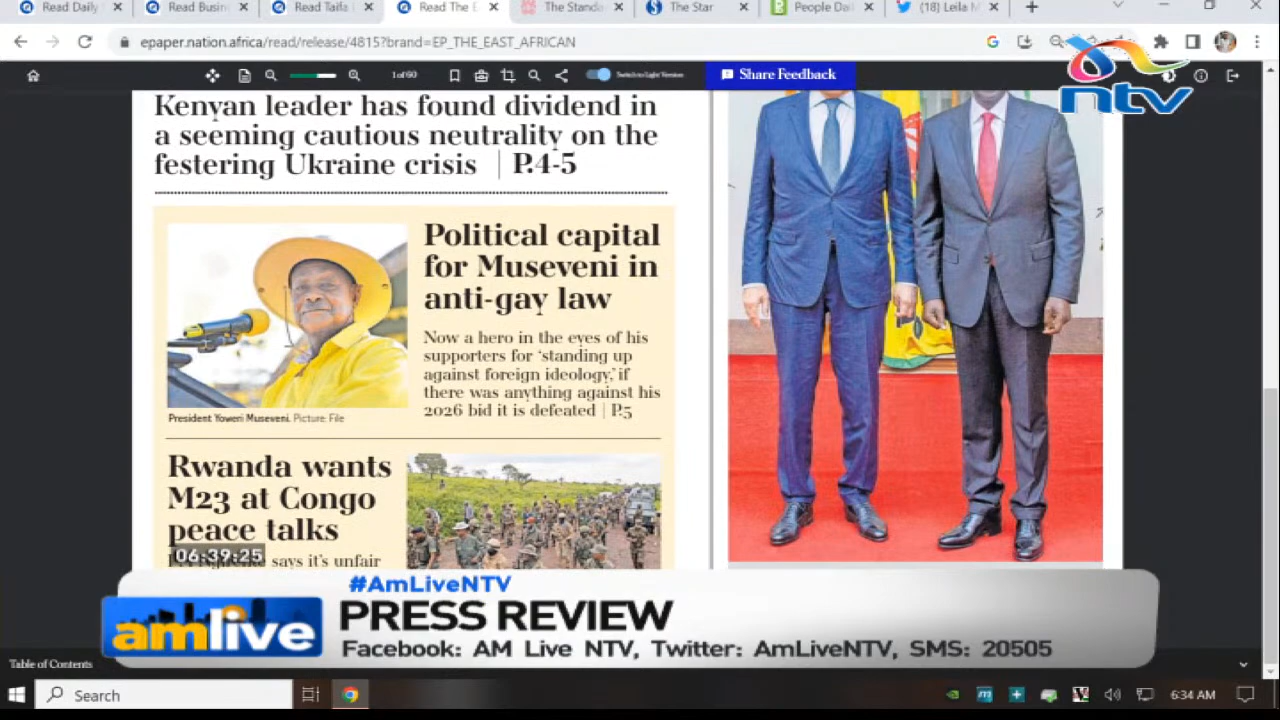 Read Daily
Read Busin
Read Taifa
Read The E
The Standa
The Star
People Dai
(18) Leila M
epaper.nation.africa/read/release/4815?brand=EP_THE_EAST_AFRICAN
1 of 60
Switch to Light Version
Share Feedback
ntv
Kenyan leader has found dividend in
a seeming cautious neutrality on the
festering Ukraine crisis | P.4-5
Political capital
for Museveni in
anti-gay law
Now a hero in the eyes of his
supporters for ‘standing up
against foreign ideology,’ if
there was anything against his
2026 bid it is defeated | P.5
President Yoweri Museveni. Picture: File
Rwanda wants
M23 at Congo
peace talks
06:39:25
says it's unfair
#AmLiveNTV
amlive
PRESS REVIEW
Facebook: AM Live NTV, Twitter: AmLiveNTV, SMS: 20505
Table of Contents
Search
6:34 AM